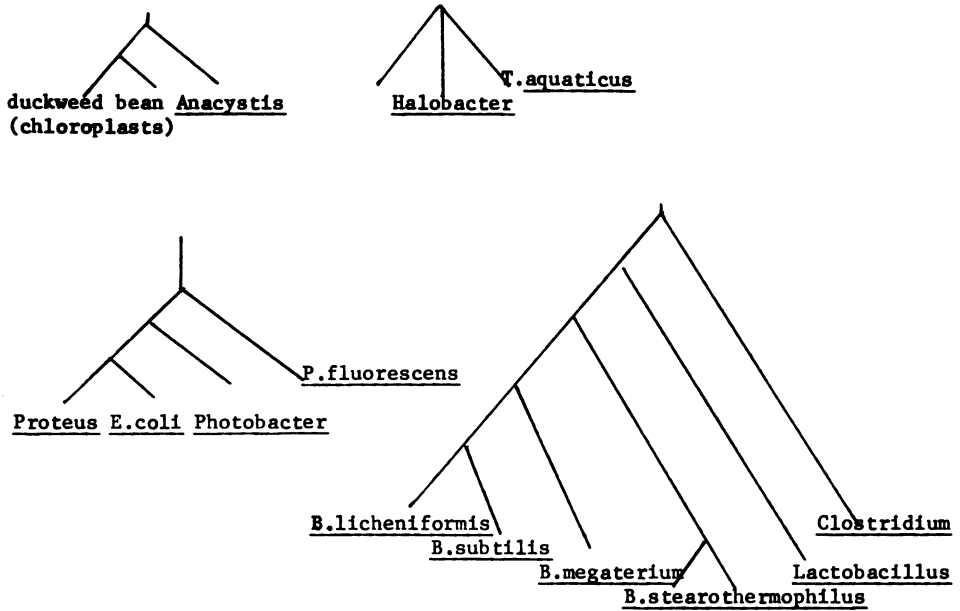 duckweed bean Anacystis
(chloroplasts)
T.aquaticus
Halobacter
P.fluorescens
Proteus E.coli Photobacter
B.licheniformis
B.subtilis
B.megaterium
B.stearothermophilus
Lactobacillus
Clostridium